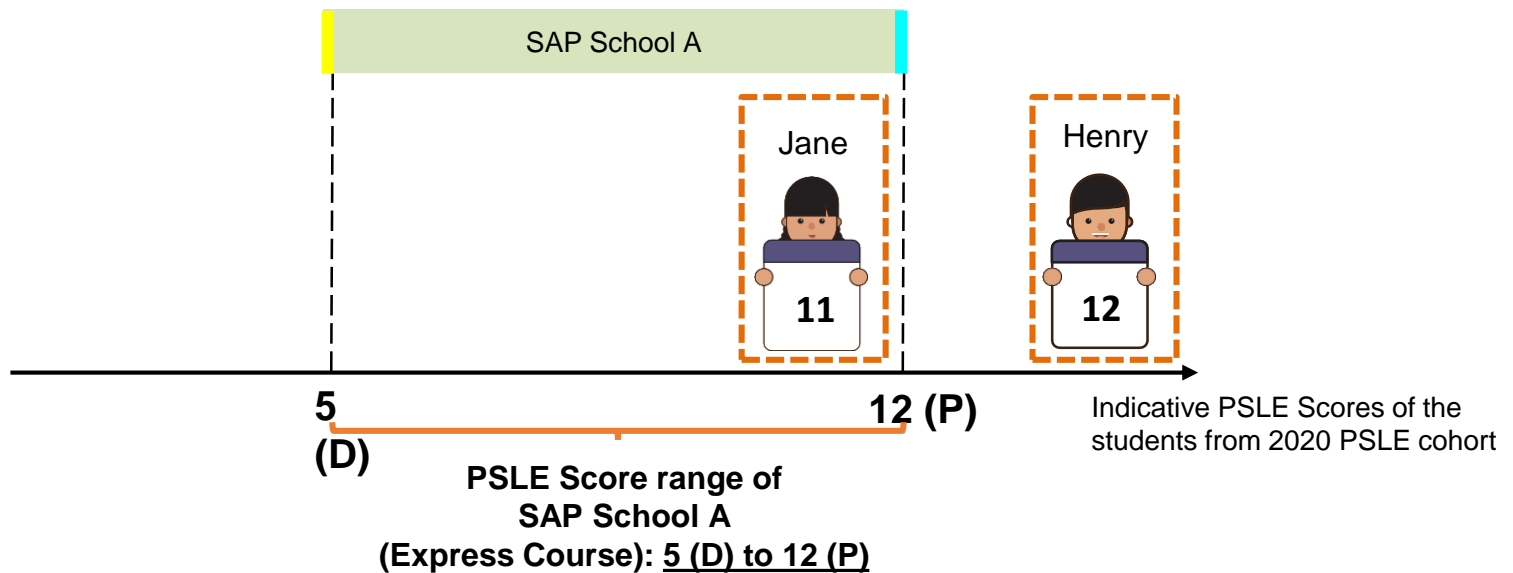 SAP School A
Jane
Henry
11
12
5
(D)
12 (P)
Indicative PSLE Scores of the
students from 2020 PSLE cohort
PSLE Score range of
SAP School A
(Express Course): 5 (D) to 12 (P)